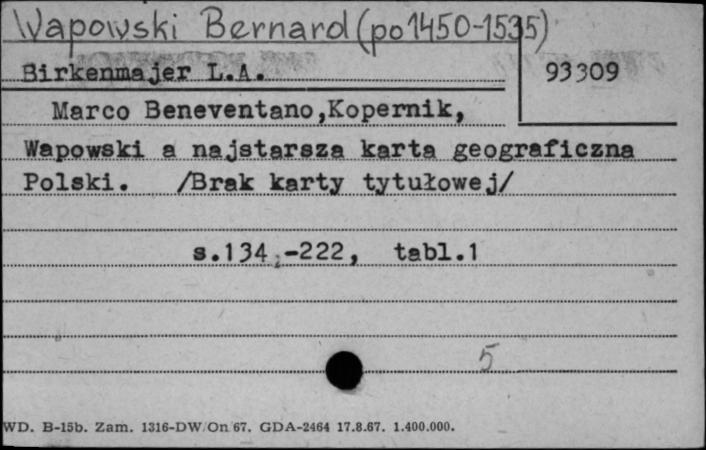 Wapowski Bernard (po 1450-1535)
Birkenmajer L.A.
93309
Marco Beneventano,Kopernik,
Wapowski a najstarsza karta geograficzna
Polski. /Brak karty tytułowej/
s.134,-222, tabl.1
5
WD. B-15b. Zam. 1316-DW/On/67. GDA-2464 17.8.67. 1.400.000.